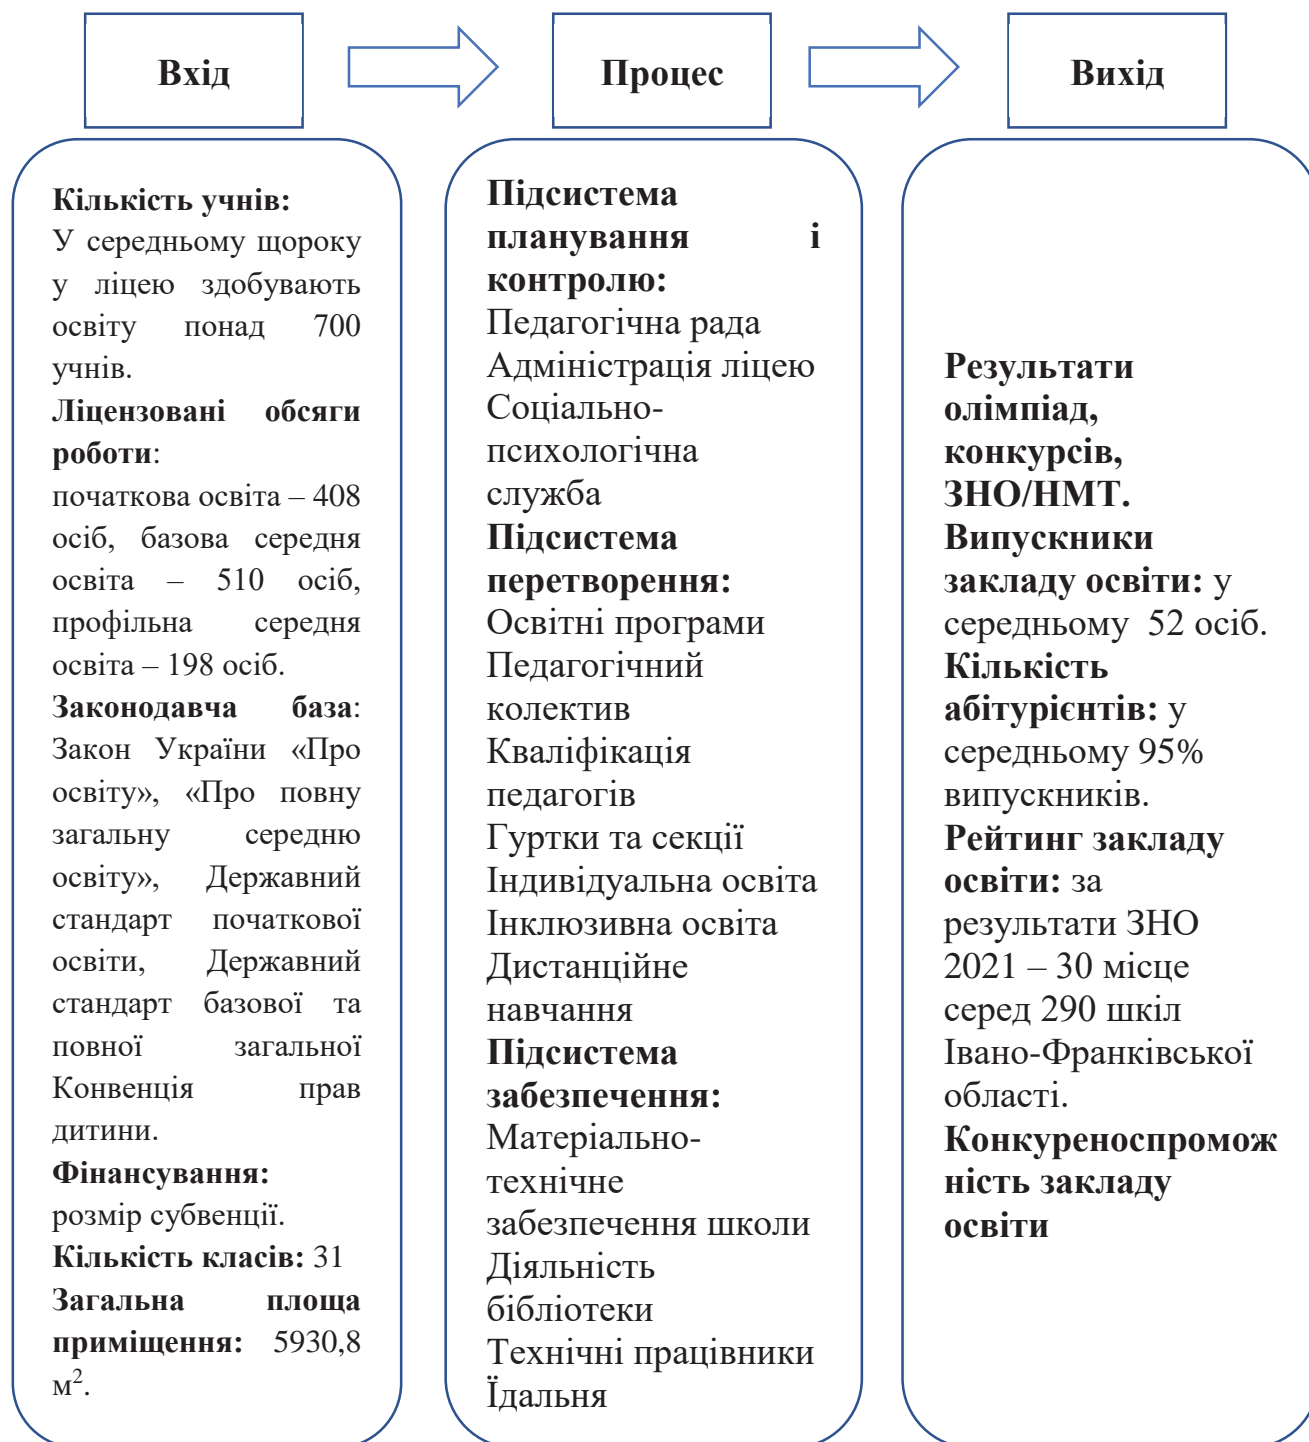 Вхід
Процес
Вихід
Кількість учнів:
У середньому щороку
у ліцею здобувають
освіту понад 700
учнів.
Ліцензовані обсяги
роботи:
початкова освіта – 408
осіб, базова середня
освіта – 510 осіб,
профільна середня
освіта – 198 осіб.
Законодавча база:
Закон України «Про
освіту», «Про повну
загальну середню
освіту», Державний
стандарт початкової
освіти, Державний
стандарт базової та
повної загальної
Конвенція прав
дитини.
Фінансування:
розмір субвенції.
Кількість класів: 31
Загальна площа
приміщення: 5930,8
м².
Підсистема
планування і
контролю:
Педагогічна рада
Адміністрація ліцею
Соціально-
психологічна
служба
Підсистема
перетворення:
Освітні програми
Педагогічний
колектив
Кваліфікація
педагогів
Гуртки та секції
Індивідуальна освіта
Інклюзивна освіта
Дистанційне
навчання
Підсистема
забезпечення:
Матеріально-
технічне
забезпечення школи
Діяльність
бібліотеки
Технічні працівники
Їдальня
Результати
олімпіад,
конкурсів,
ЗНО/НМТ.
Випускники
закладу освіти: у
середньому 52 осіб.
Кількість
абітурієнтів: у
середньому 95%
випускників.
Рейтинг закладу
освіти: за
результати ЗНО
2021 – 30 місце
серед 290 шкіл
Івано-Франківської
області.
Конкуреноспромож
ність закладу
освіти